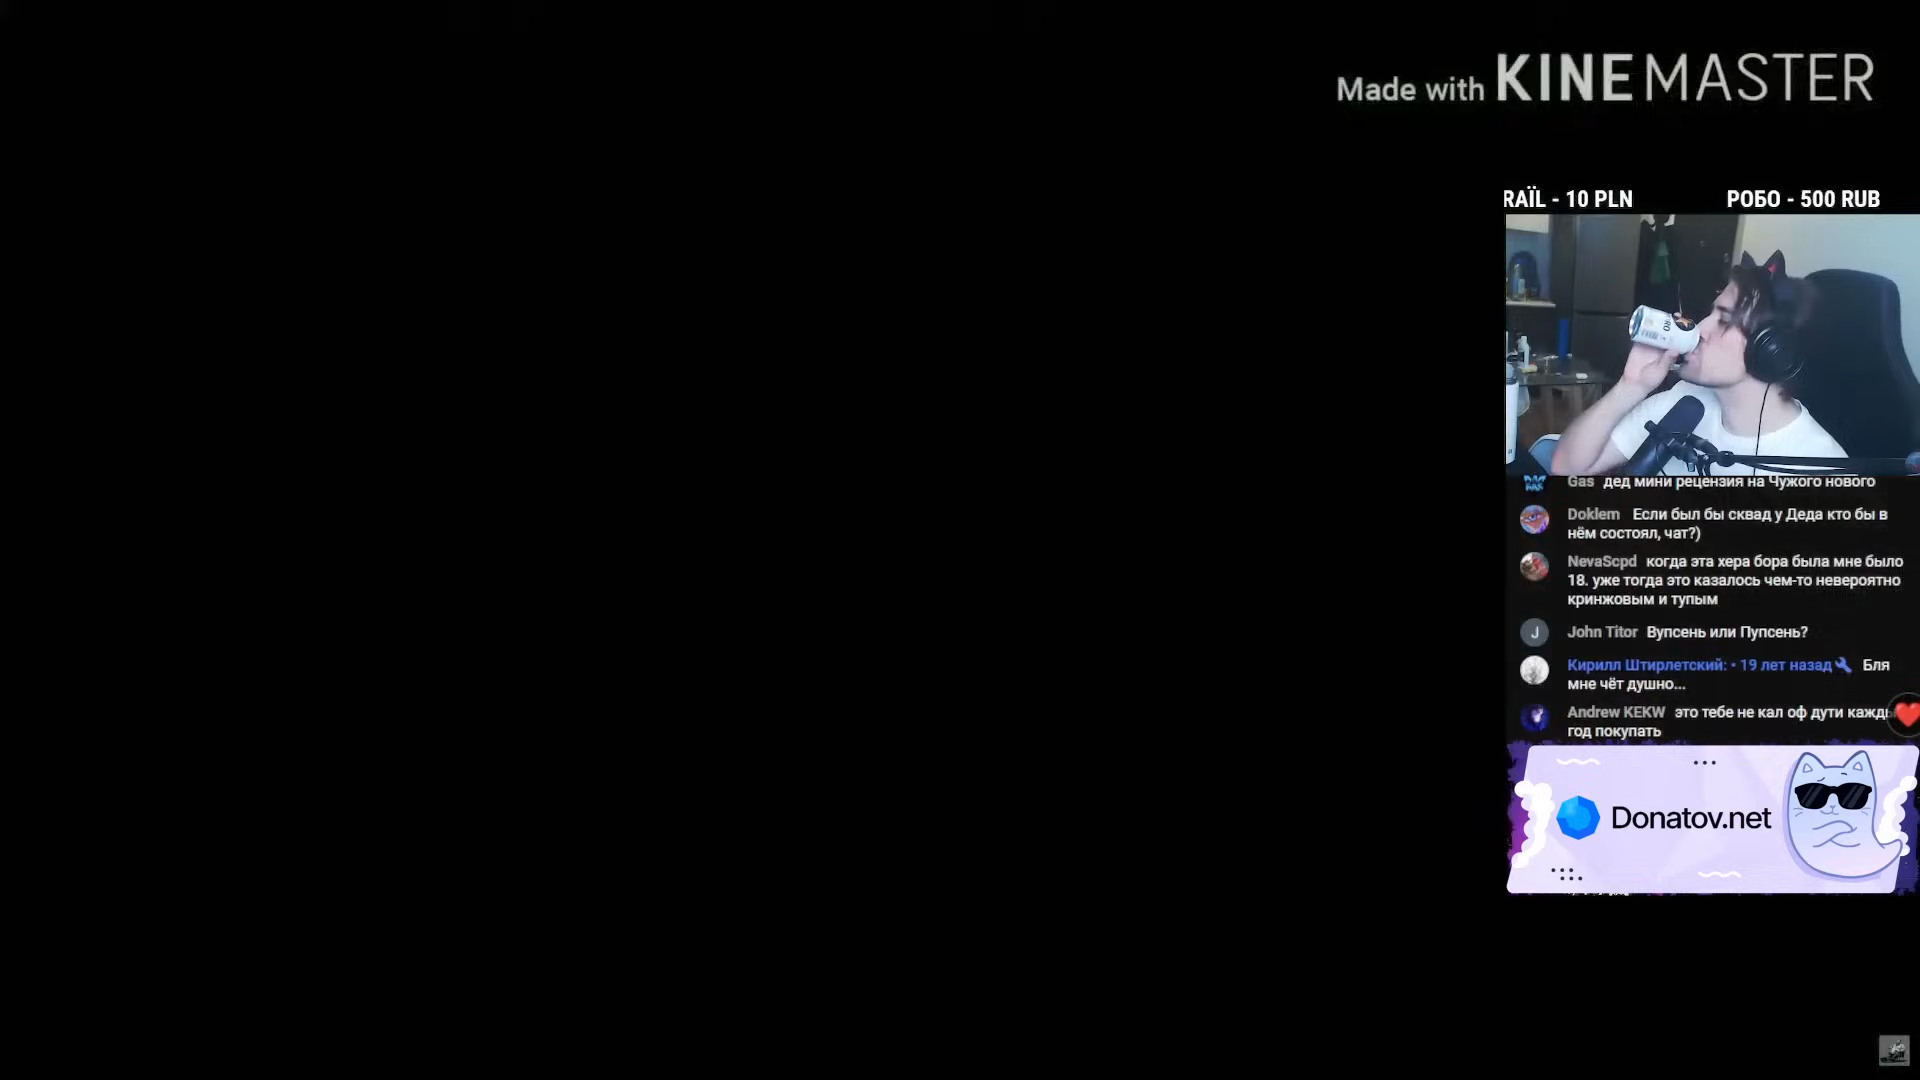 Made with KINEMASTER
RAÏL - 10 PLN РОБО - 500 RUB
Gas дед мини рецензия на Чужого нового
Doklem Если был бы сквад у Деда кто бы в
нём состоял, чат?)
NevaScpd когда эта хера бора была мне было
18. уже тогда это казалось чем-то невероятно
кринжовым и тупым
J John Titor Вупсень или Пупсень?
Кирилл Штирлетский: • 19 лет назад Бля
мне чёт душно...
Andrew KEKW это тебе не кал оф дути кажды
год покупать
Donatov.net